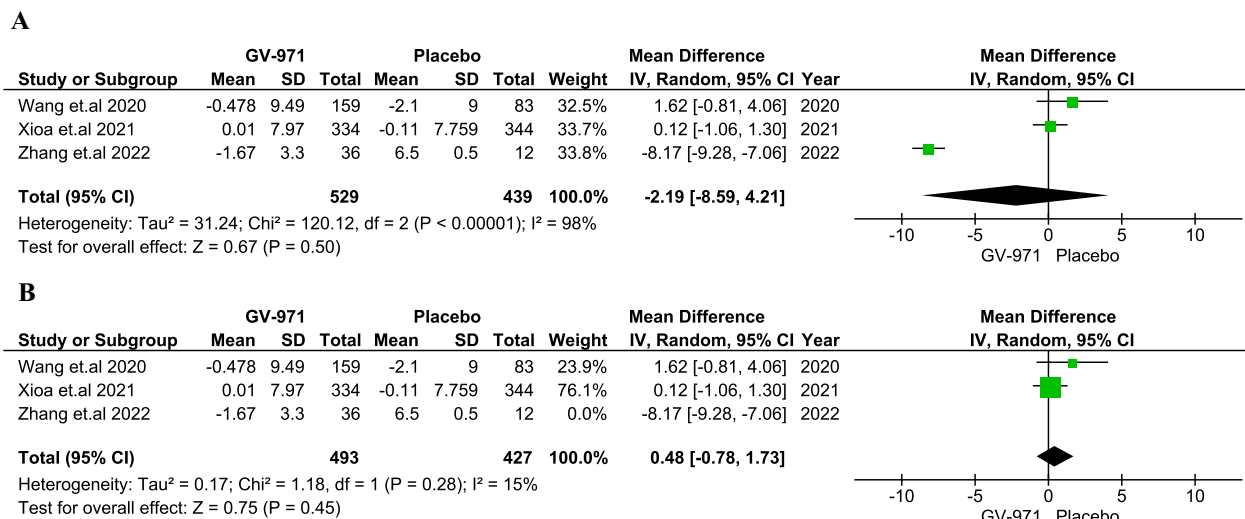 A
GV-971 Placebo Mean Difference Mean Difference
Study or Subgroup Mean SD Total Mean SD Total Weight IV, Random, 95% CI Year IV, Random, 95% CI
Wang et.al 2020 -0.478 9.49 159 -2.1 9 83 32.5% 1.62 [-0.81, 4.06] 2020
Xioa et.al 2021 0.01 7.97 334 -0.11 7.759 344 33.7% 0.12 [-1.06, 1.30] 2021
Zhang et.al 2022 -1.67 3.3 36 6.5 0.5 12 33.8% -8.17 [-9.28, -7.06] 2022
Total (95% CI) 529 439 100.0% -2.19 [-8.59, 4.21]
Heterogeneity: Tau² = 31.24; Chi² = 120.12, df = 2 (P < 0.00001); I² = 98%
Test for overall effect: Z = 0.67 (P = 0.50)
-10 -5 0 5 10
GV-971 Placebo
B
GV-971 Placebo Mean Difference Mean Difference
Study or Subgroup Mean SD Total Mean SD Total Weight IV, Random, 95% CI Year IV, Random, 95% CI
Wang et.al 2020 -0.478 9.49 159 -2.1 9 83 23.9% 1.62 [-0.81, 4.06] 2020
Xioa et.al 2021 0.01 7.97 334 -0.11 7.759 344 76.1% 0.12 [-1.06, 1.30] 2021
Zhang et.al 2022 -1.67 3.3 36 6.5 0.5 12 0.0% -8.17 [-9.28, -7.06] 2022
Total (95% CI) 493 427 100.0% 0.48 [-0.78, 1.73]
Heterogeneity: Tau² = 0.17; Chi² = 1.18, df = 1 (P = 0.28); I² = 15%
Test for overall effect: Z = 0.75 (P = 0.45)
-10 -5 0 5 10
GV-971 Placebo